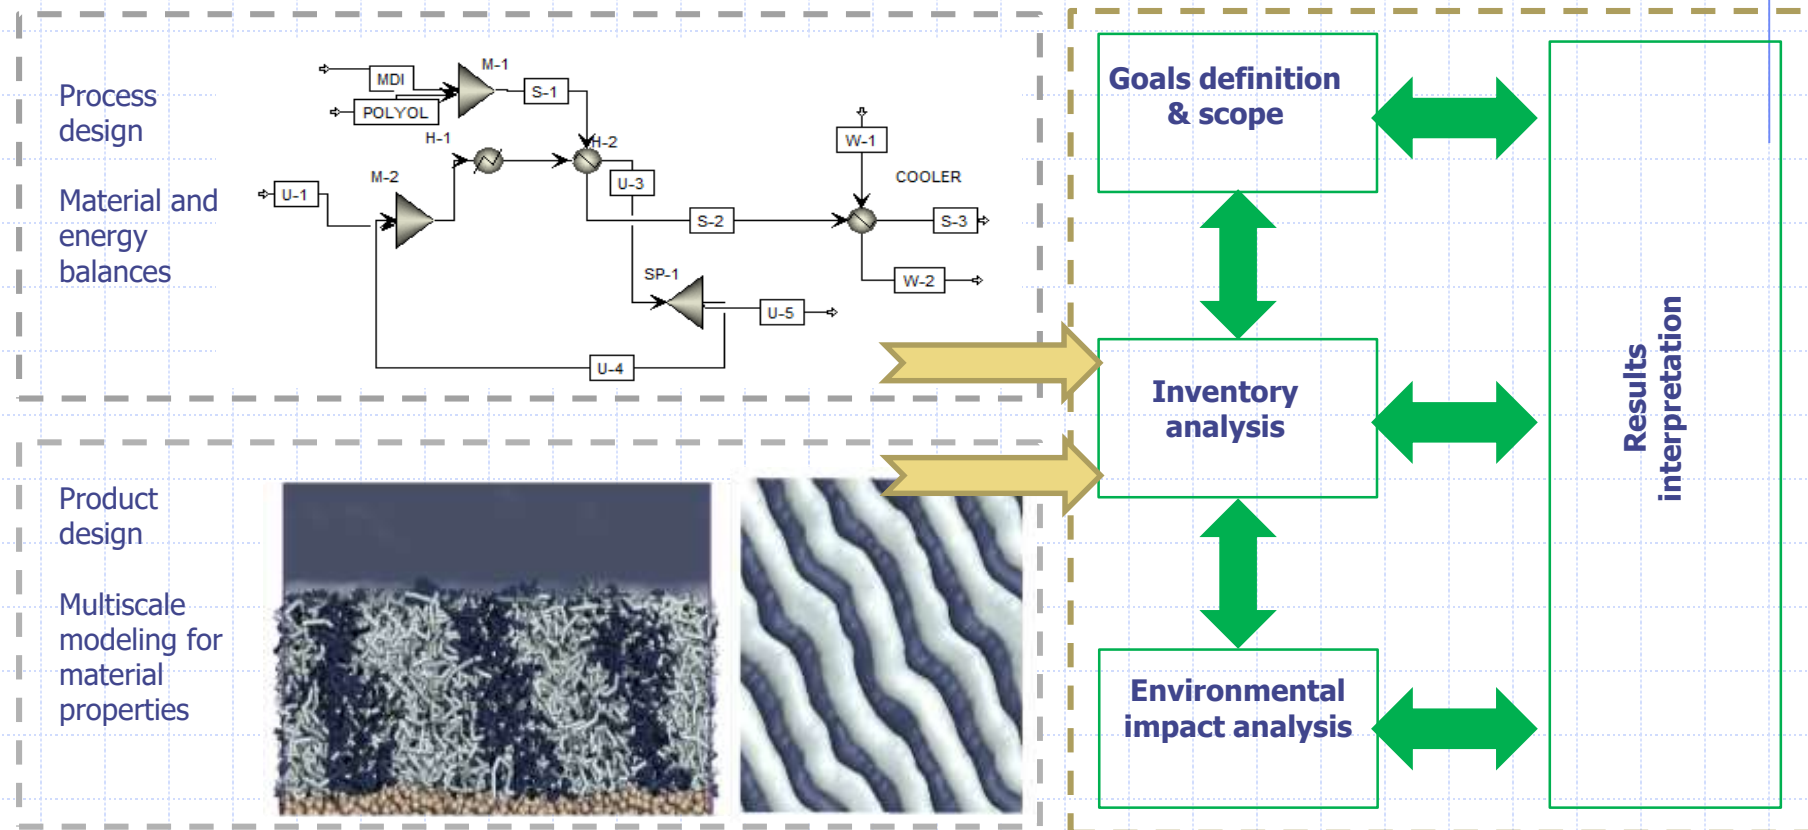 Process
design
Material and
energy
balances
MDI
POLYOL
M-1
S-1
H-1
H-2
M-2
U-1
U-3
W-1
COOLER
S-2
S-3
W-2
SP-1
U-5
U-4
Product
design
Multiscale
modeling for
material
properties
Goals definition
& scope
Inventory
analysis
Environmental
impact analysis
Results
interpretation